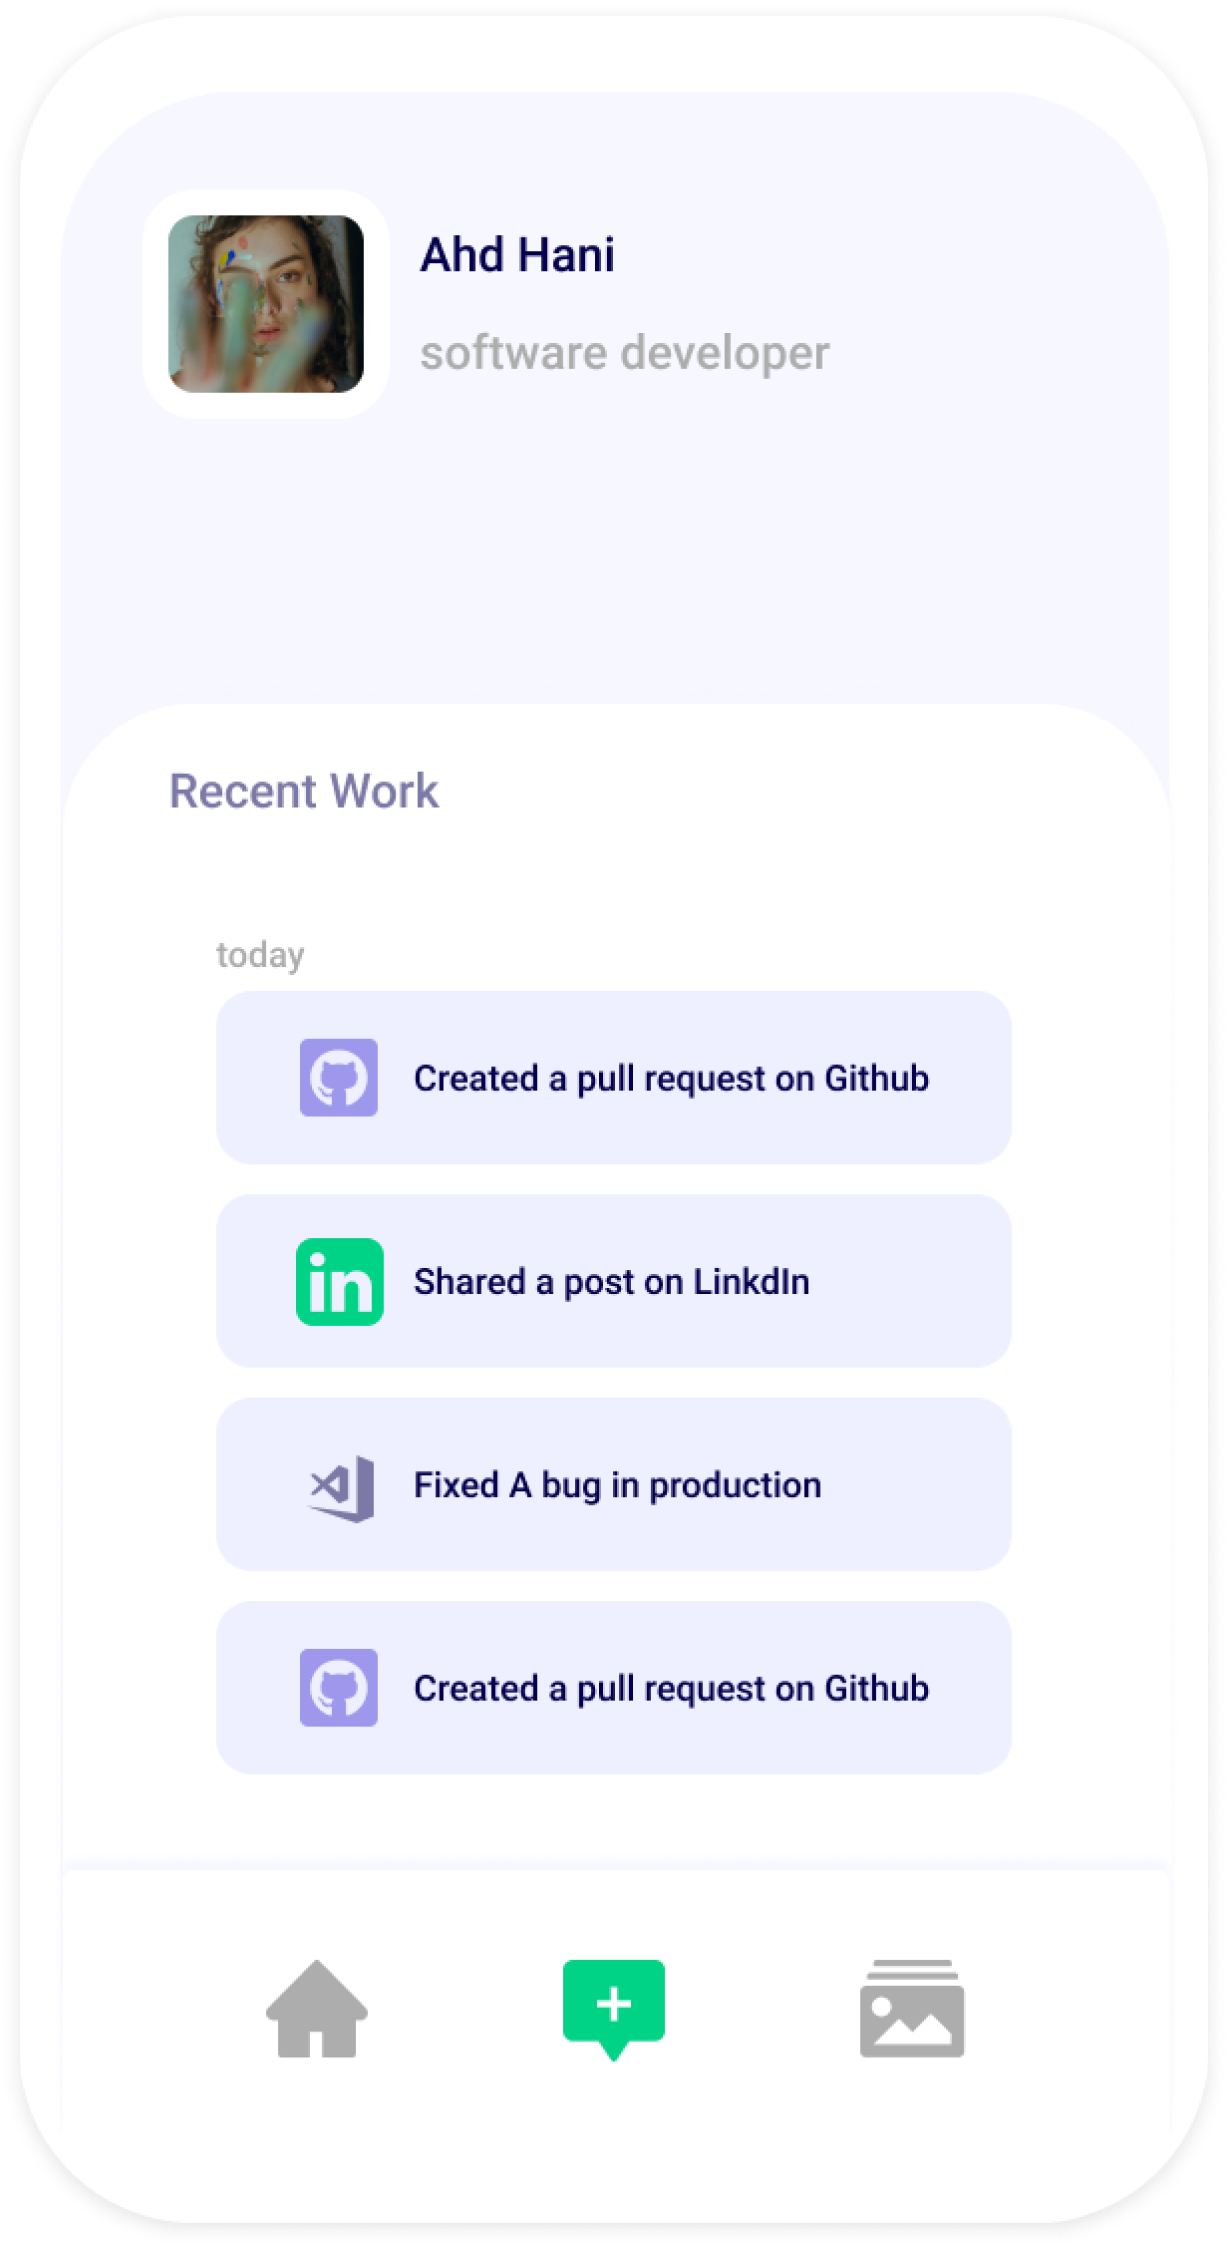 Ahd Hani
software developer
Recent Work
today
Created a pull request on Github
in
Shared a post on LinkdIn
Fixed A bug in production
Created a pull request on Github